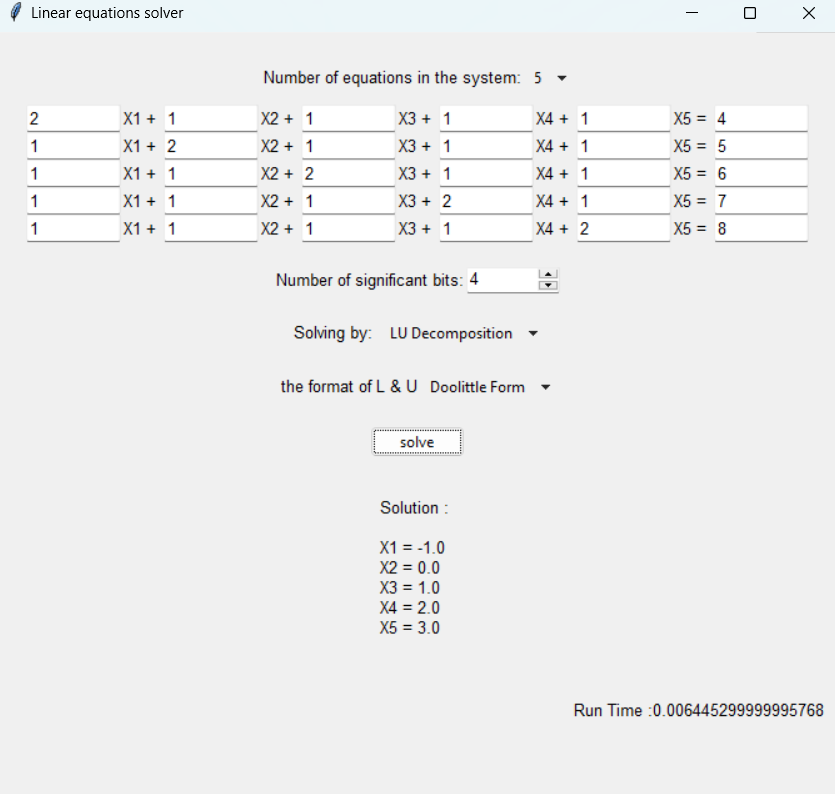 Linear equations solver
Number of equations in the system: 5
2 X1 + 1 X2 + 1 X3 + 1 X4 + 1 X5 = 4
1 X1 + 2 X2 + 1 X3 + 1 X4 + 1 X5 = 5
1 X1 + 1 X2 + 2 X3 + 1 X4 + 1 X5 = 6
1 X1 + 1 X2 + 1 X3 + 2 X4 + 1 X5 = 7
1 X1 + 1 X2 + 1 X3 + 1 X4 + 2 X5 = 8
Number of significant bits: 4
Solving by: LU Decomposition
the format of L & U Doolittle Form
solve
Solution :
X1 = -1.0
X2 = 0.0
X3 = 1.0
X4 = 2.0
X5 = 3.0
Run Time :0.006445299999995768